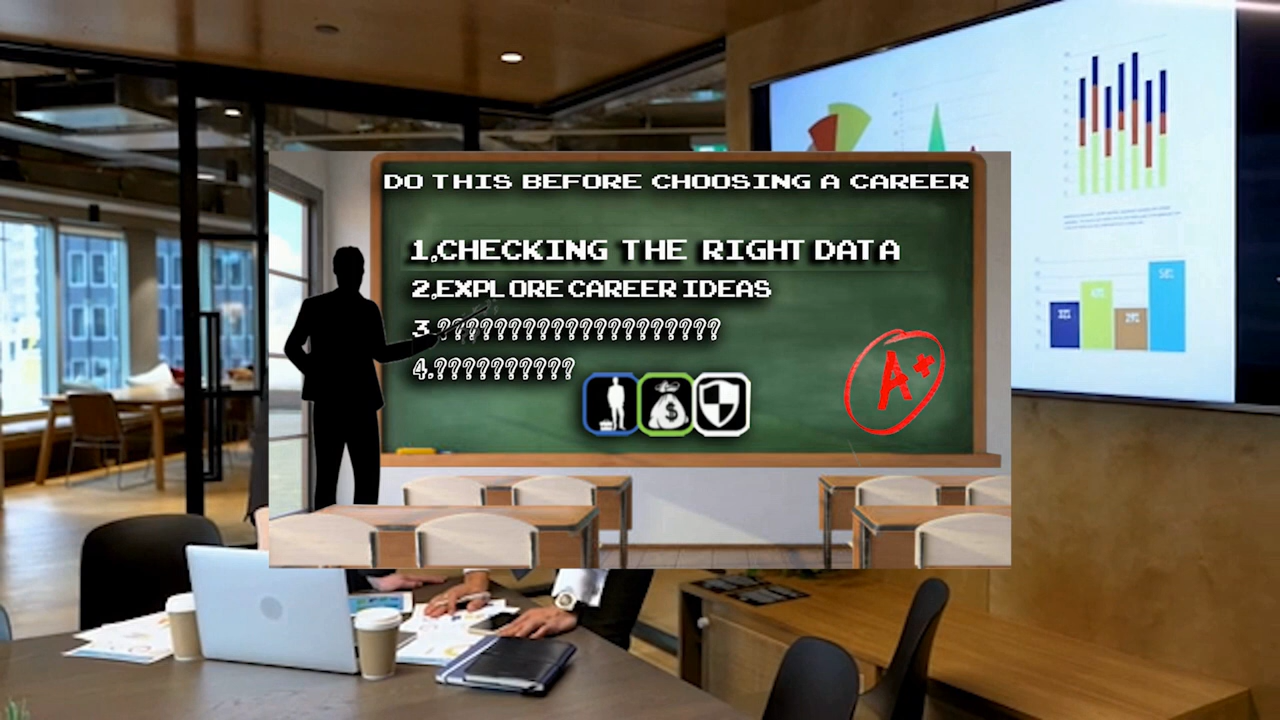 DO THIS BEFORE CHOOSING A CAREER
1,CHECKING THE RIGHT DATA
2,EXPLORE CAREER IDEAS
3.????????????????????
4.??????????
A+
$